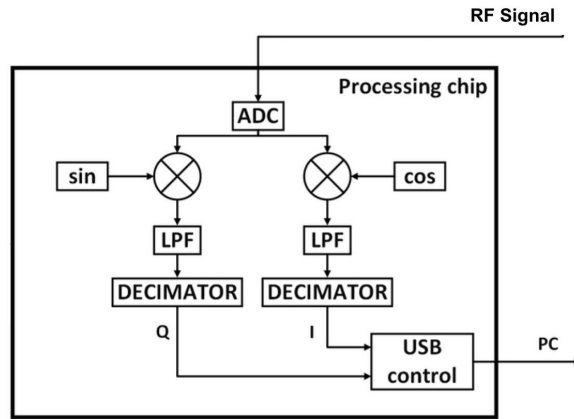 RF Signal
Processing chip
ADC
sin
cos
LPF
LPF
DECIMATOR
DECIMATOR
Q
I
USB
control
PC